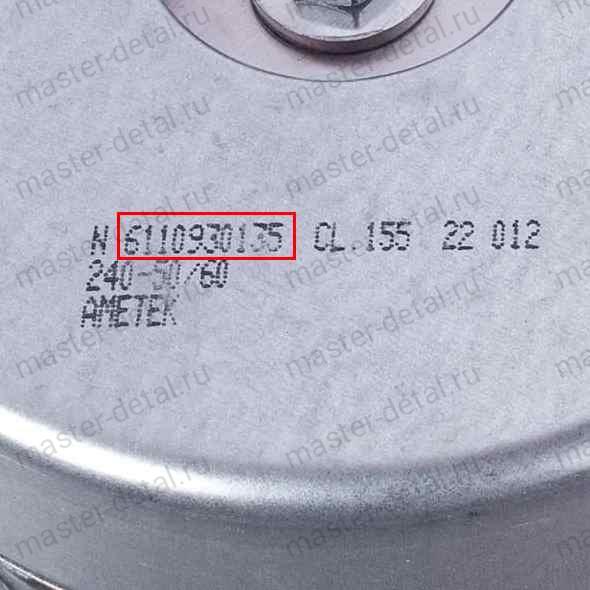 N 6110930135 CL 155 22 012
240-50/60
AMETEK
master-detal.ru